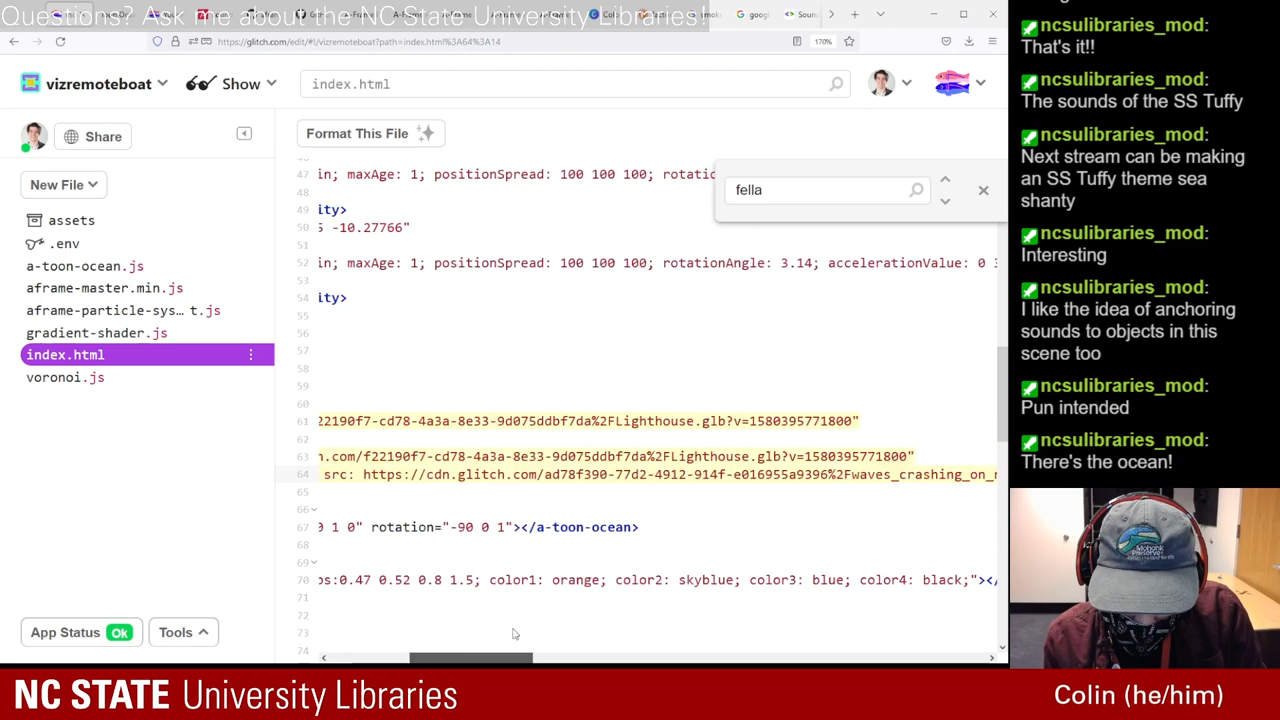 Questions? Ask me about the NC State University Libraries!
https://glitch.com/edit/#!/vizremoteboat?path=index.html%3A64%3A14
170%
vizremoteboat
Show
index.html
Share
Format This File
New File
fella
assets
.env
a-toon-ocean.js
aframe-master.min.js
aframe-particle-sys… t.js
gradient-shader.js
index.html
voronoi.js
47 in; maxAge: 1; positionSpread: 100 100 100; rotatio
48
49 ity>
50 5 -10.27766"
51
52 in; maxAge: 1; positionSpread: 100 100 100; rotationAngle: 3.14; accelerationValue: 0
53
54 ity>
55
56
57
58
59
60
61 22190f7-cd78-4a3a-8e33-9d075ddbf7da%2FLighthouse.glb?v=1580395771800"
62
63 n.com/f22190f7-cd78-4a3a-8e33-9d075ddbf7da%2FLighthouse.glb?v=1580395771800"
64 src: https://cdn.glitch.com/ad78f390-77d2-4912-914f-e016955a9396%2Fwaves_crashing_on_
65
66
67 0 1 0" rotation="-90 0 1"></a-toon-ocean>
68
69
70 ps:0.47 0.52 0.8 1.5; color1: orange; color2: skyblue; color3: blue; color4: black;"></
71
72
73
74
App Status Ok
Tools
ncsulibraries_mod:
That's it!!
ncsulibraries_mod:
The sounds of the SS Tuffy
ncsulibraries_mod:
Next stream can be making
an SS Tuffy theme sea
shanty
ncsulibraries_mod:
Interesting
ncsulibraries_mod:
I like the idea of anchoring
sounds to objects in this
scene too
ncsulibraries_mod:
Pun intended
ncsulibraries_mod:
There's the ocean!
Mohonk
Preserve
NC STATE University Libraries
Colin (he/him)